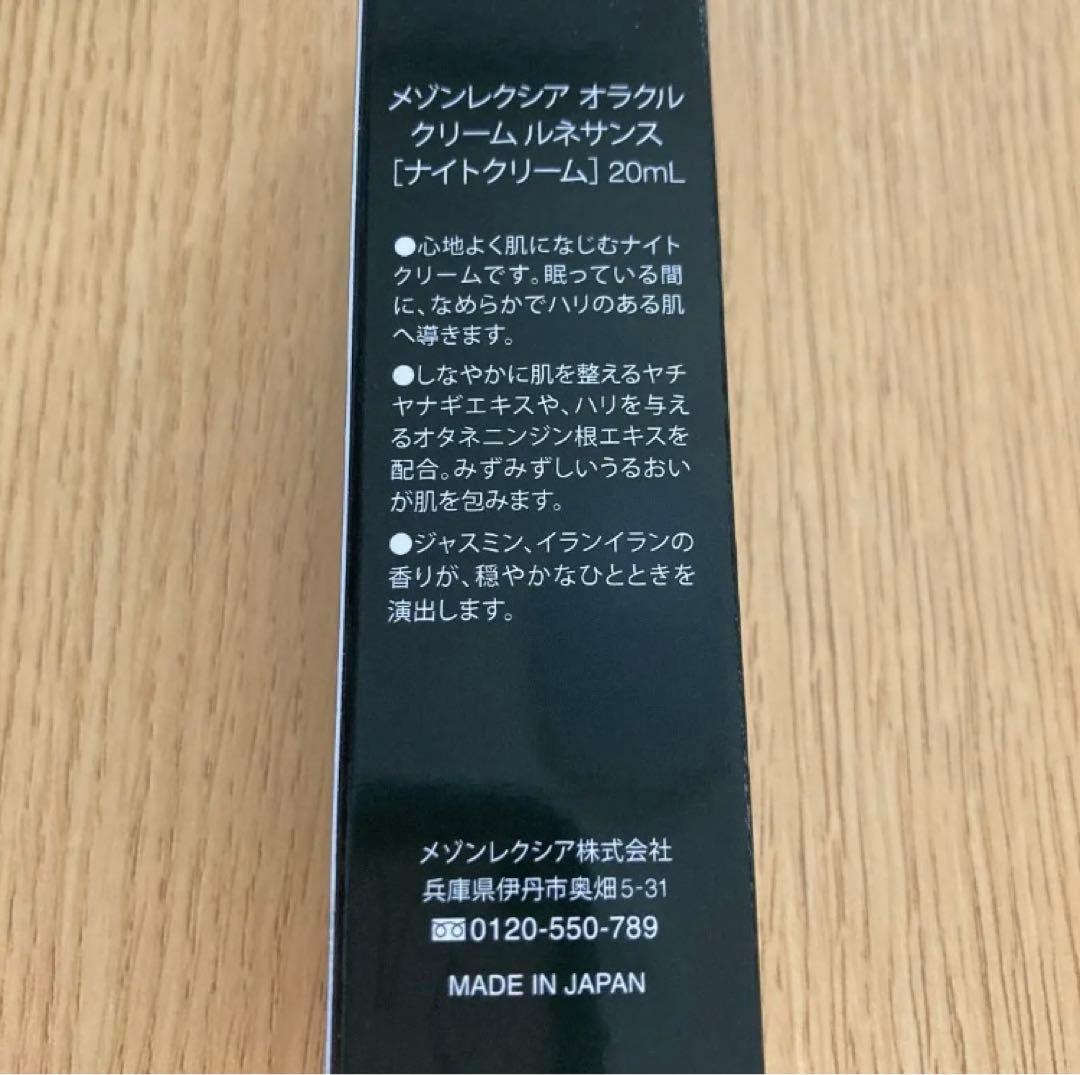 メゾンレクシア オラクル
クリーム ルネサンス
[ナイトクリーム] 20mL
●心地よく肌になじむナイト
クリームです。眠っている間
に、なめらかでハリのある肌
へ導きます。
●しなやかに肌を整えるヤチ
ヤナギエキスや、ハリを与え
るオタネニンジン根エキスを
配合。みずみずしいうるおい
が肌を包みます。
●ジャスミン、イランイランの
香りが、穏やかなひとときを
演出します。
メゾンレクシア株式会社
兵庫県伊丹市奥畑5-31
0120-550-789
MADE IN JAPAN